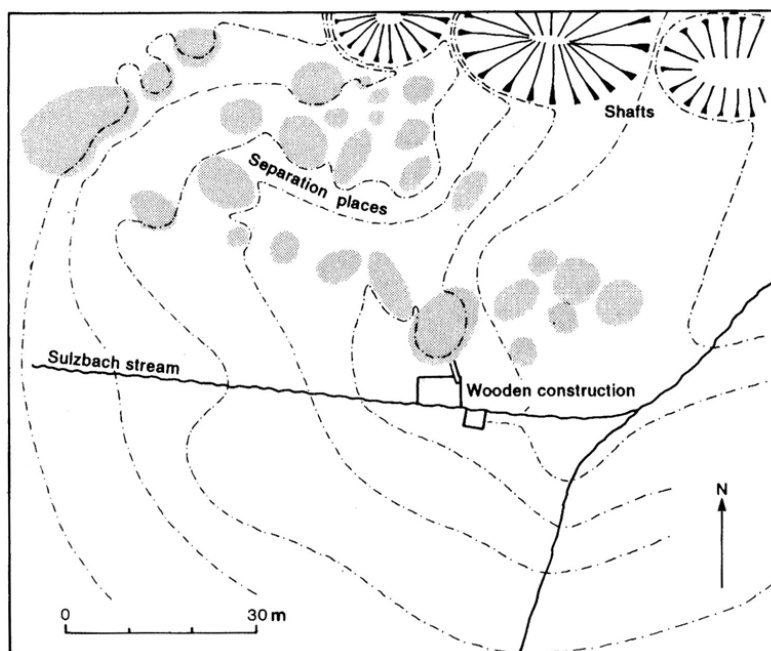 Shafts
Separation places
Sulzbach stream
Wooden construction
N
0 30 m